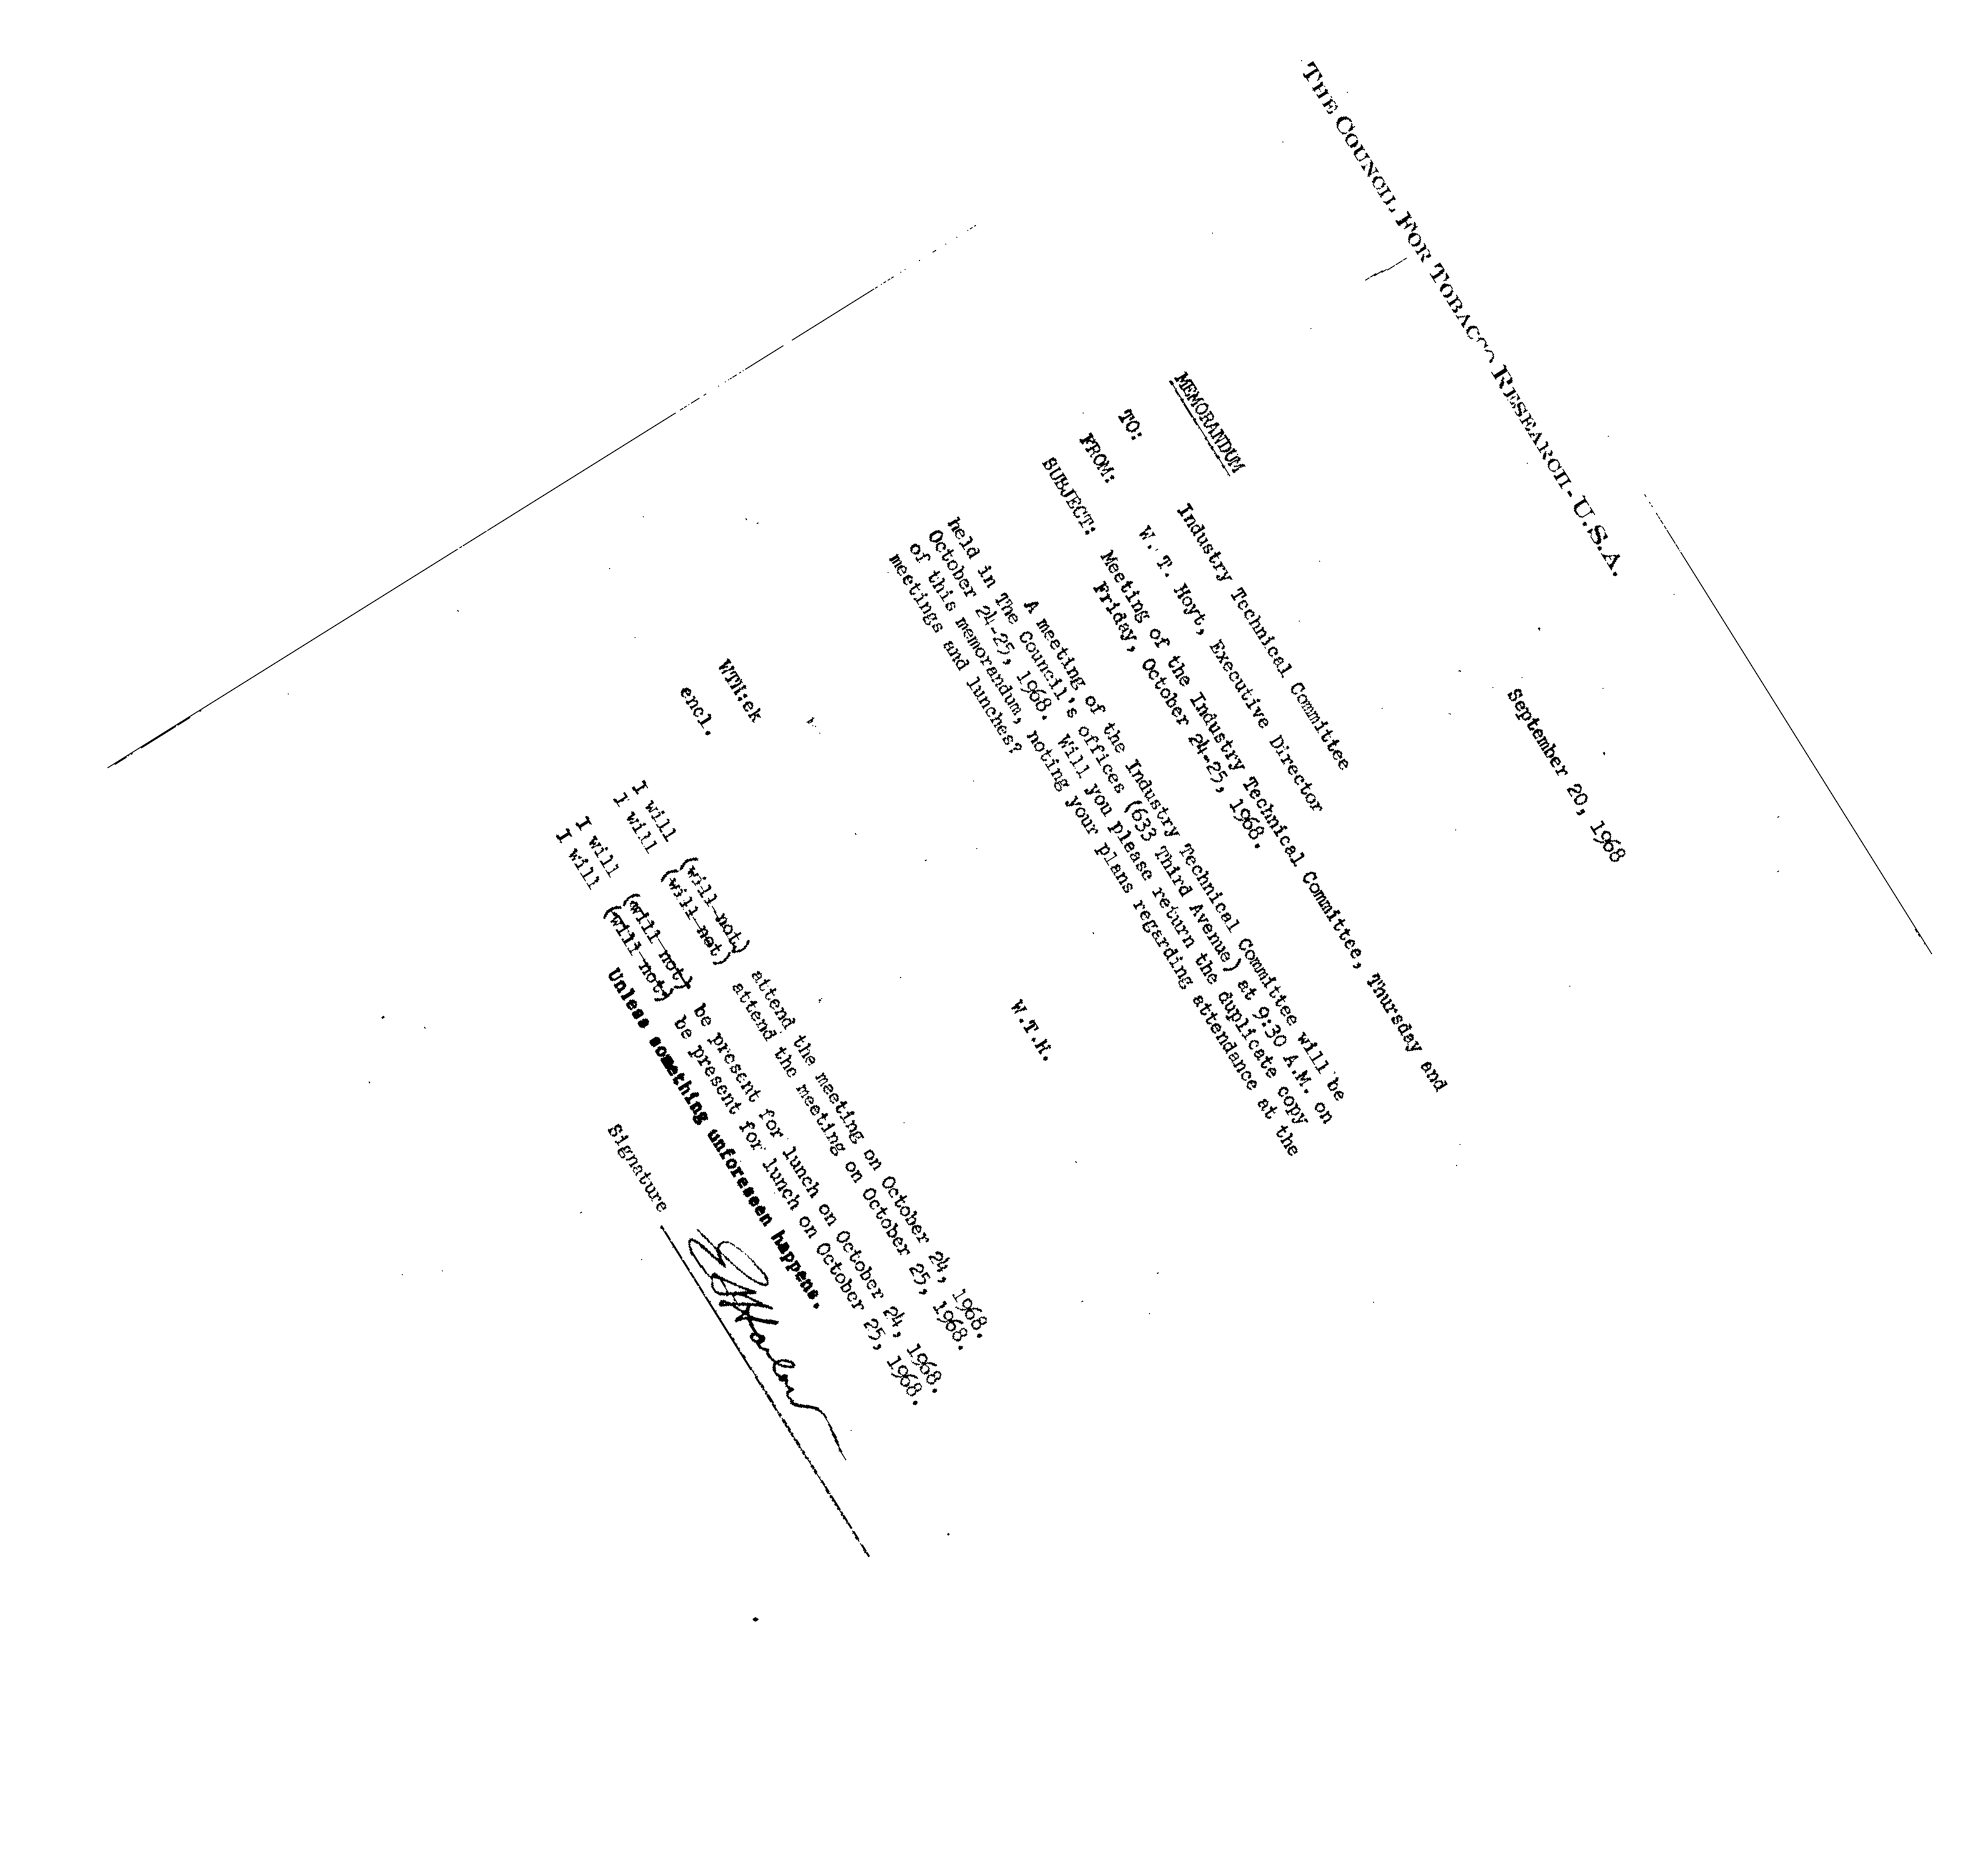 THE COUNCIL FOR TOBACCO RESEARCH - U.S.A.
September 20, 1968
MEMORANDUM
TO: Industry Technical Committee
FROM: W. T. Hoyt, Executive Director
SUBJECT: Meeting of the Industry Technical Committee, Thursday and
Friday, October 24-25, 1968.
A meeting of the Industry Technical Committee will be
held in The Council's offices (633 Third Avenue) at 9:30 A.M. on
October 24-25, 1968. Will you please return the duplicate copy
of this memorandum, noting your plans regarding attendance at the
meetings and lunches?
W.T.H.
WTH:ek
encl.
I will (will not) attend the meeting on October 24, 1968.
I will (will not) attend the meeting on October 25, 1968.
I will (will not) be present for lunch on October 24, 1968.
I will (will not) be present for lunch on October 25, 1968.
Unless something unforeseen happens.
Signature